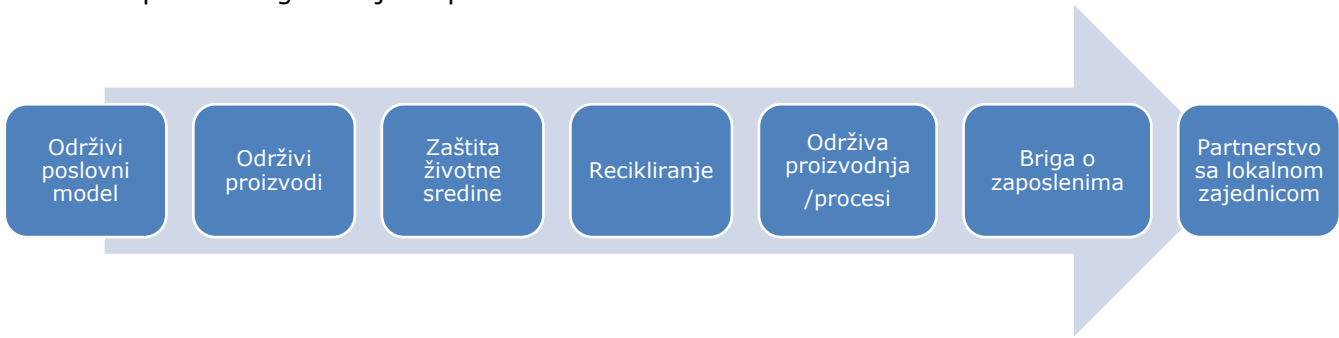 Održivi
poslovni
model
Održivi
proizvodi
Zaštita
životne
sredine
Recikliranje
Održiva
proizvodnja
/procesi
Briga o
zaposlenima
Partnerstvo
sa lokalnom
zajednicom